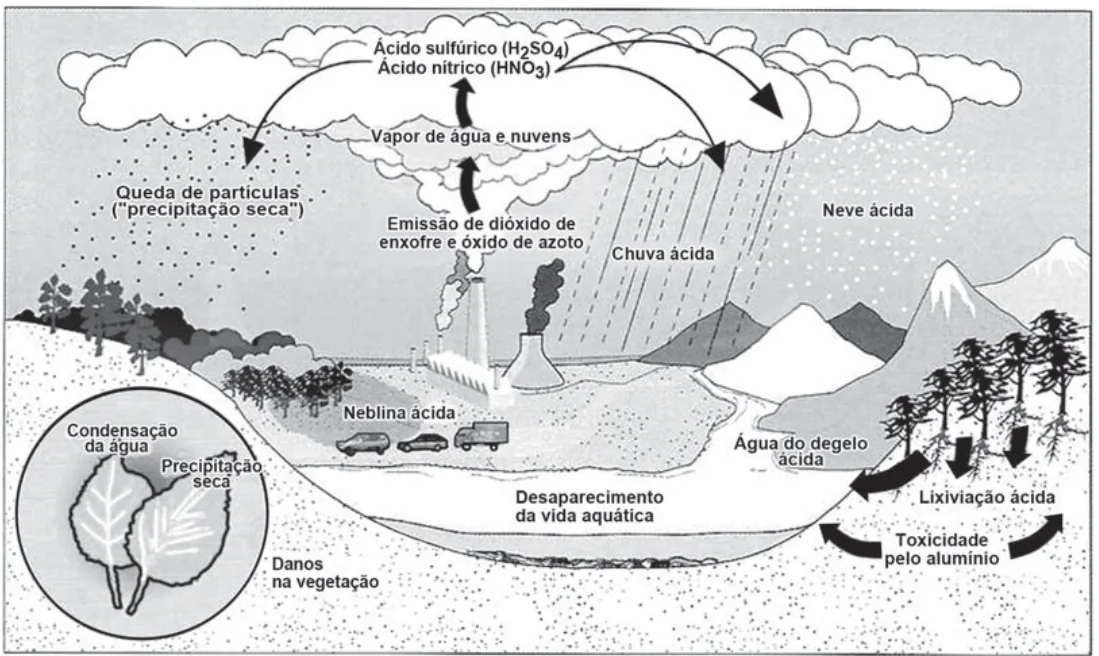 Ácido sulfúrico (H₂SO₄)
Ácido nítrico (HNO₃)
Vapor de água e nuvens
Queda de partículas
("precipitação seca")
Emissão de dióxido de
enxofre e óxido de azoto
Chuva ácida
Neve ácida
Neblina ácida
Condensação
da água
Precipitação
seca
Danos
na vegetação
Desaparecimento
da vida aquática
Água do degelo
ácida
Lixiviação ácida
Toxicidade
pelo alumínio